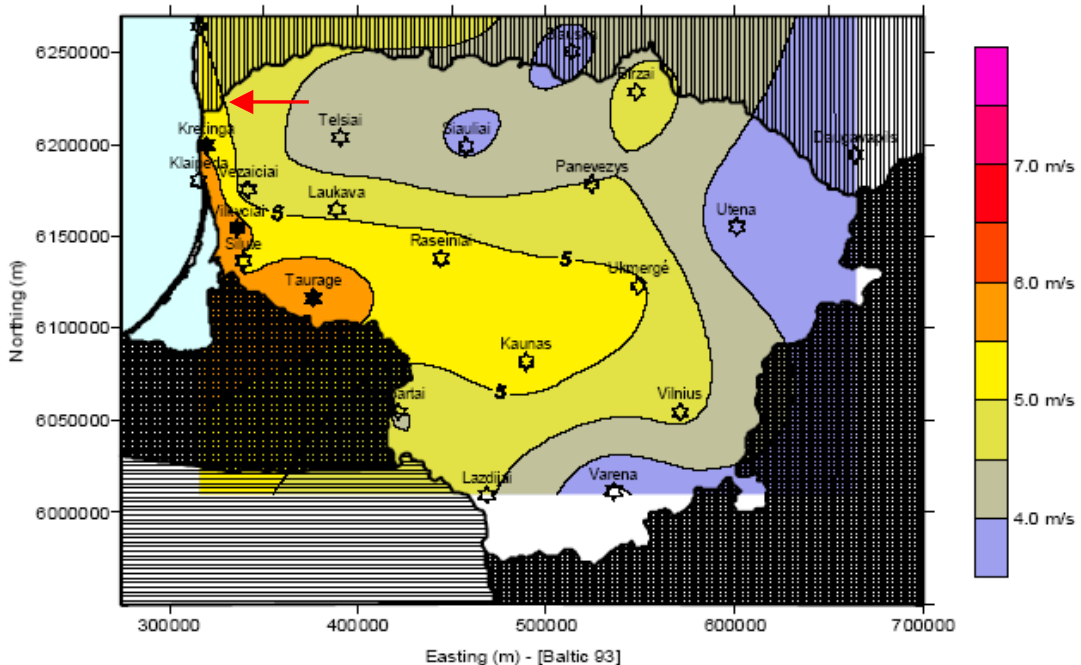 6250000
6200000
6150000
6100000
6050000
6000000
Northing (m)
300000
400000
500000
600000
700000
Easting (m) - [Baltic 93]
Birzai
Telsiai
Siauliai
Kretinga
Daugavapils
Panevezys
Klaipeda
Vezaiciai
Laukava
Utena
5
Silute
Raseiniai
5
Ukmergé
Taurage
Kaunas
5
Vilnius
Lazdijai
Varena
7.0 m/s
6.0 m/s
5.0 m/s
4.0 m/s